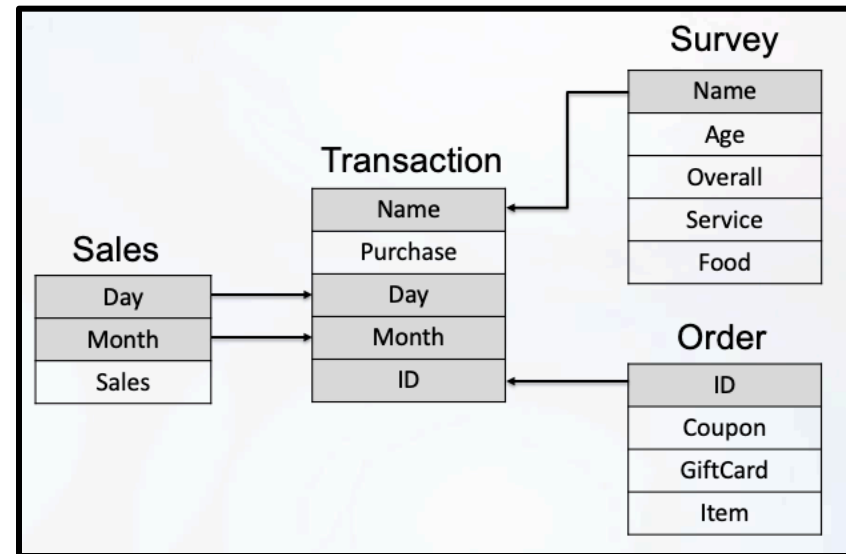 Sales
Day
Month
Sales
Transaction
Name
Purchase
Day
Month
ID
Survey
Name
Age
Overall
Service
Food
Order
ID
Coupon
GiftCard
Item